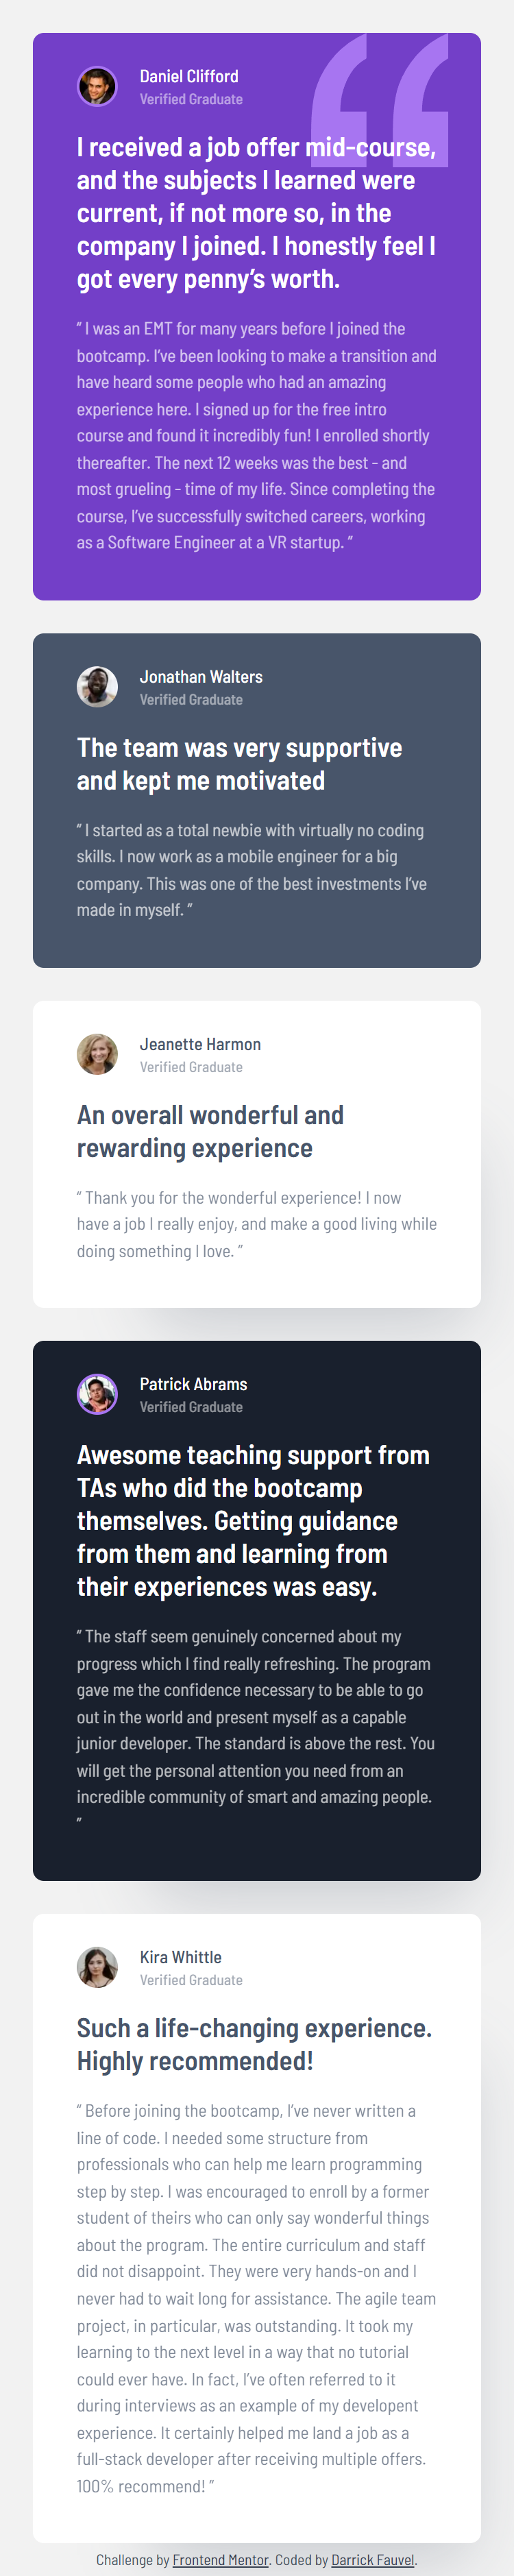 Daniel Clifford
Verified Graduate
I received a job offer mid-course,
and the subjects I learned were
current, if not more so, in the
company I joined. I honestly feel I
got every penny’s worth.
“ I was an EMT for many years before I joined the
bootcamp. I’ve been looking to make a transition and
have heard some people who had an amazing
experience here. I signed up for the free intro
course and found it incredibly fun! I enrolled shortly
thereafter. The next 12 weeks was the best - and
most grueling - time of my life. Since completing the
course, I’ve successfully switched careers, working
as a Software Engineer at a VR startup. ”
Jonathan Walters
Verified Graduate
The team was very supportive
and kept me motivated
“ I started as a total newbie with virtually no coding
skills. I now work as a mobile engineer for a big
company. This was one of the best investments I’ve
made in myself. ”
Jeanette Harmon
Verified Graduate
An overall wonderful and
rewarding experience
“ Thank you for the wonderful experience! I now
have a job I really enjoy, and make a good living while
doing something I love. ”
Patrick Abrams
Verified Graduate
Awesome teaching support from
TAs who did the bootcamp
themselves. Getting guidance
from them and learning from
their experiences was easy.
“ The staff seem genuinely concerned about my
progress which I find really refreshing. The program
gave me the confidence necessary to be able to go
out in the world and present myself as a capable
junior developer. The standard is above the rest. You
will get the personal attention you need from an
incredible community of smart and amazing people.
”
Kira Whittle
Verified Graduate
Such a life-changing experience.
Highly recommended!
“ Before joining the bootcamp, I’ve never written a
line of code. I needed some structure from
professionals who can help me learn programming
step by step. I was encouraged to enroll by a former
student of theirs who can only say wonderful things
about the program. The entire curriculum and staff
did not disappoint. They were very hands-on and I
never had to wait long for assistance. The agile team
project, in particular, was outstanding. It took my
learning to the next level in a way that no tutorial
could ever have. In fact, I’ve often referred to it
during interviews as an example of my developent
experience. It certainly helped me land a job as a
full-stack developer after receiving multiple offers.
100% recommend! ”
Challenge by Frontend Mentor. Coded by Darrick Fauvel.